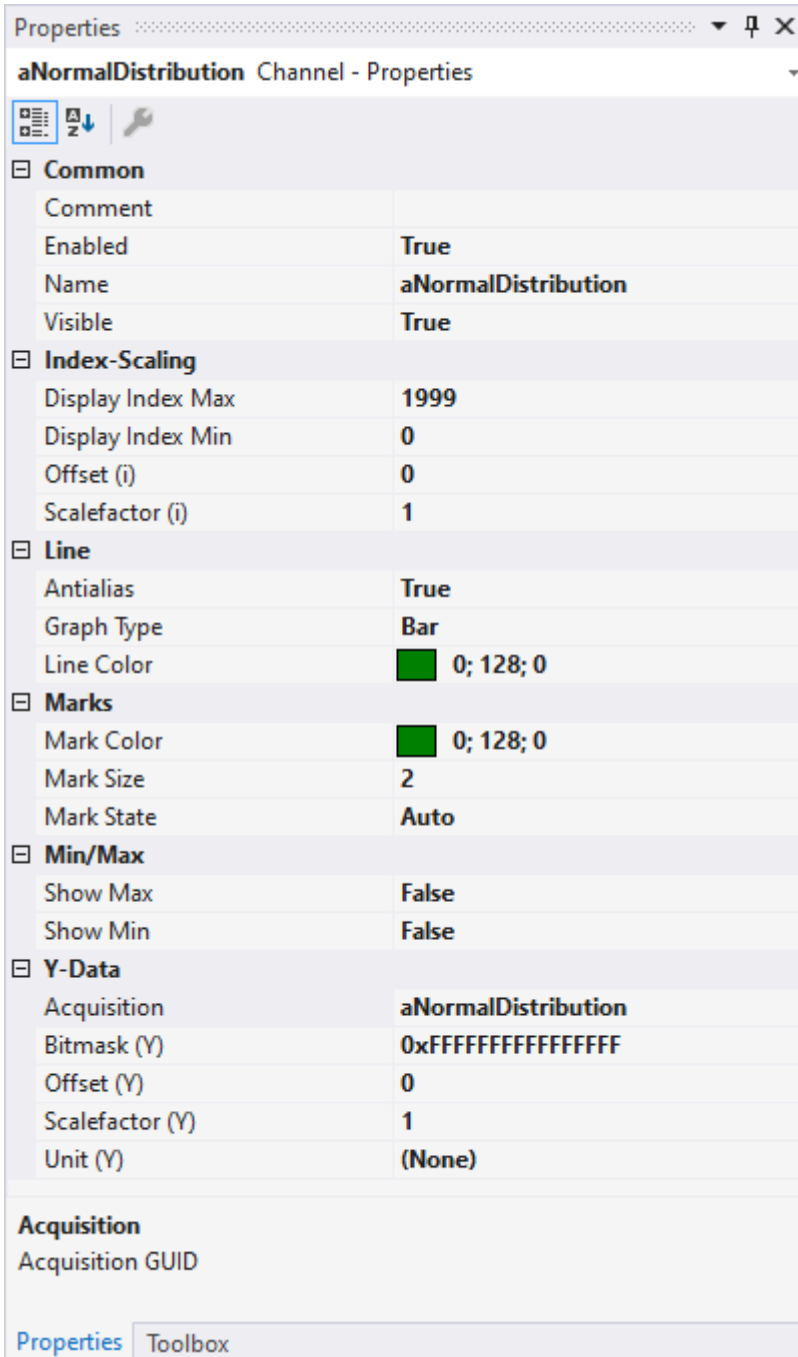 Properties
aNormalDistribution Channel - Properties
Common
Comment
Enabled True
Name aNormalDistribution
Visible True
Index-Scaling
Display Index Max 1999
Display Index Min 0
Offset (i) 0
Scalefactor (i) 1
Line
Antialias True
Graph Type Bar
Line Color 0; 128; 0
Marks
Mark Color 0; 128; 0
Mark Size 2
Mark State Auto
Min/Max
Show Max False
Show Min False
Y-Data
Acquisition aNormalDistribution
Bitmask (Y) 0xFFFFFFFFFFFFFFFF
Offset (Y) 0
Scalefactor (Y) 1
Unit (Y) (None)
Acquisition
Acquisition GUID
Properties Toolbox